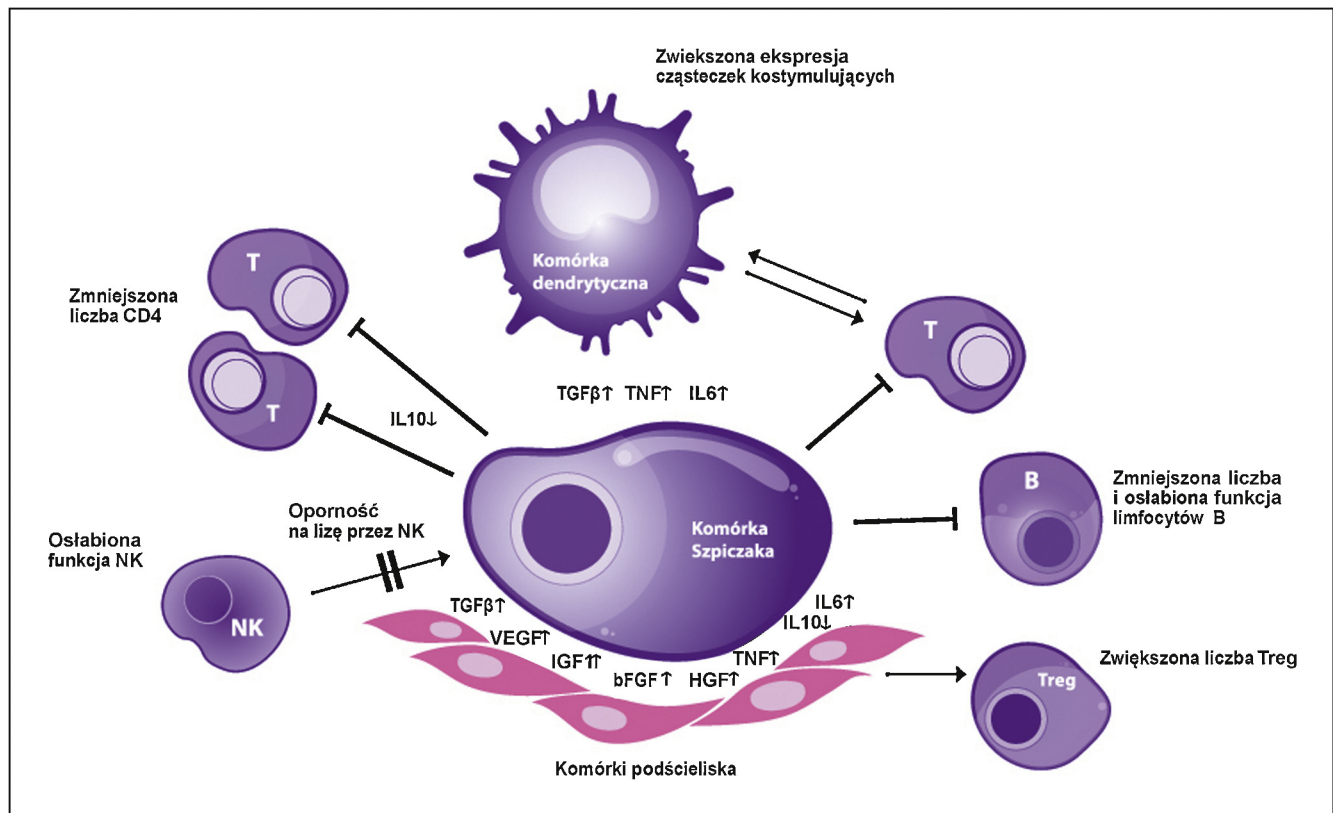 Zwiekszona ekspresja
cząsteczek kostymulujących
Komórka
dendrytyczna
T
Zmniejszona
liczba CD4
T
T
TGFβ↑ TNF↑ IL6↑
IL10↓
B
Zmniejszona liczba
i osłabiona funkcja
limfocytów B
Komórka
Szpiczaka
Oporność
na lizę przez NK
Osłabiona
funkcja NK
NK
TGFβ↑
VEGF↑
IGF⇈
bFGF↑ HGF↑
TNF↑
IL10↓
IL6↑
Zwiększona liczba Treg
Treg
Komórki podścieliska